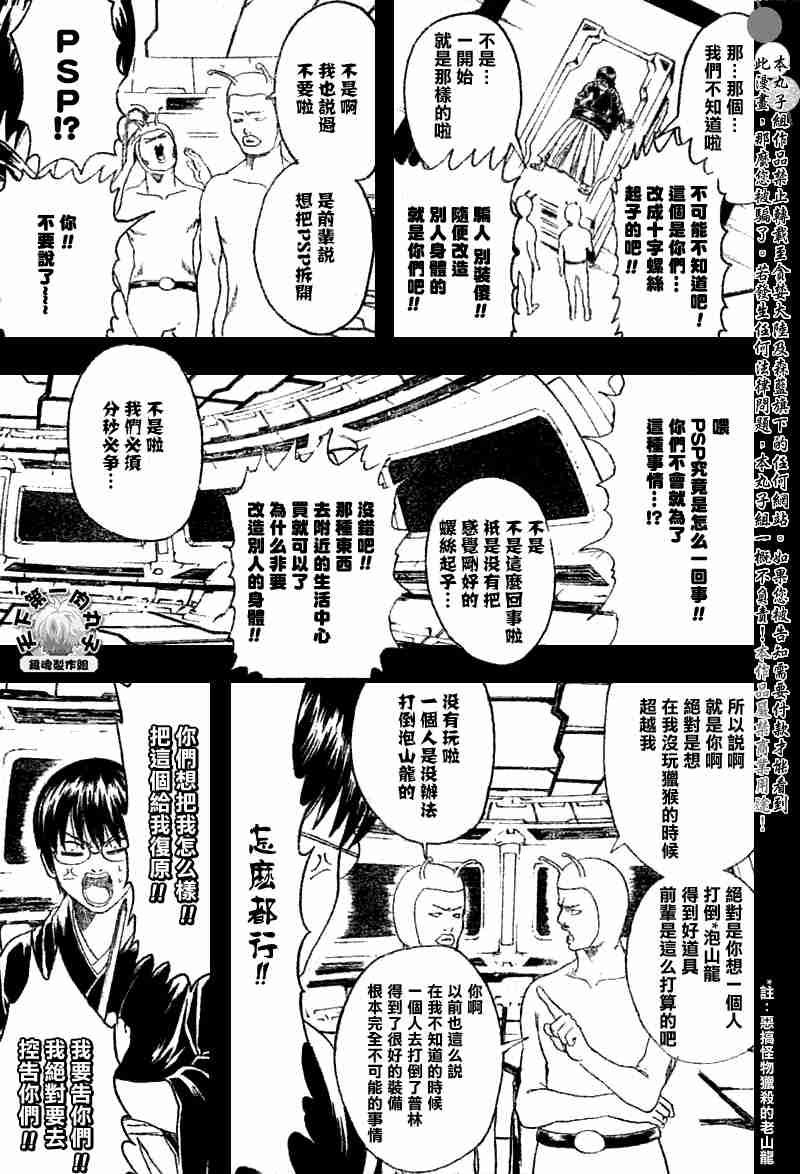 那…那個…
我們不知道啦
不是…
一開始
就是那樣的啦
不可能不知道吧!
這個是你們…
改成十字螺絲
起子的吧!!
騙人 別裝傻!!
隨便改造
別人身體的
就是你們吧!!
不是啊
我也說過
不要啦
PSP!?
是前輩說
想把PSP拆開
你!!
不要說了~~
喂
PSP究竟是怎么一回事!!
你們不會就為了
這種事情…!?
不是
不是這麼回事啦
祇是没有把
感覺剛好的
螺絲起子…
沒錯吧!!
那種東西
去附近的生活中心
買就可以了
為什么非要
改造別人的身體!!
不是啦
我們必須
分秒必爭…
所以說啊
就是你啊
絕對是想
在我沒玩獵猴的時候
超越我
絕對是你想一個人
打倒*泡山龍
得到好道具
前輩是這么打算的吧
没有玩啦
一個人是没辦法
打倒泡山龍的
你啊
以前也這么説
在我不知道的時候
一個人去打倒了普林
得到了很好的裝備
根本完全不可能的事情
怎麽都行!!
你們想把我怎么樣!!
把這個給我復原!!
我要告你們!!
我絕對要去
控告你們!!
本丸子組作品禁止轉載至貪婪大陸及森藍旗下的任何網站。如果您被告知需要付款才能看到
此漫畫，那麼您被騙了。若發生任何法律問題，本丸子組一概不負責!本作品嚴禁商業用途!
*註：惡搞怪物獵殺的老山龍
天下第一肉丸子
銀魂製作組